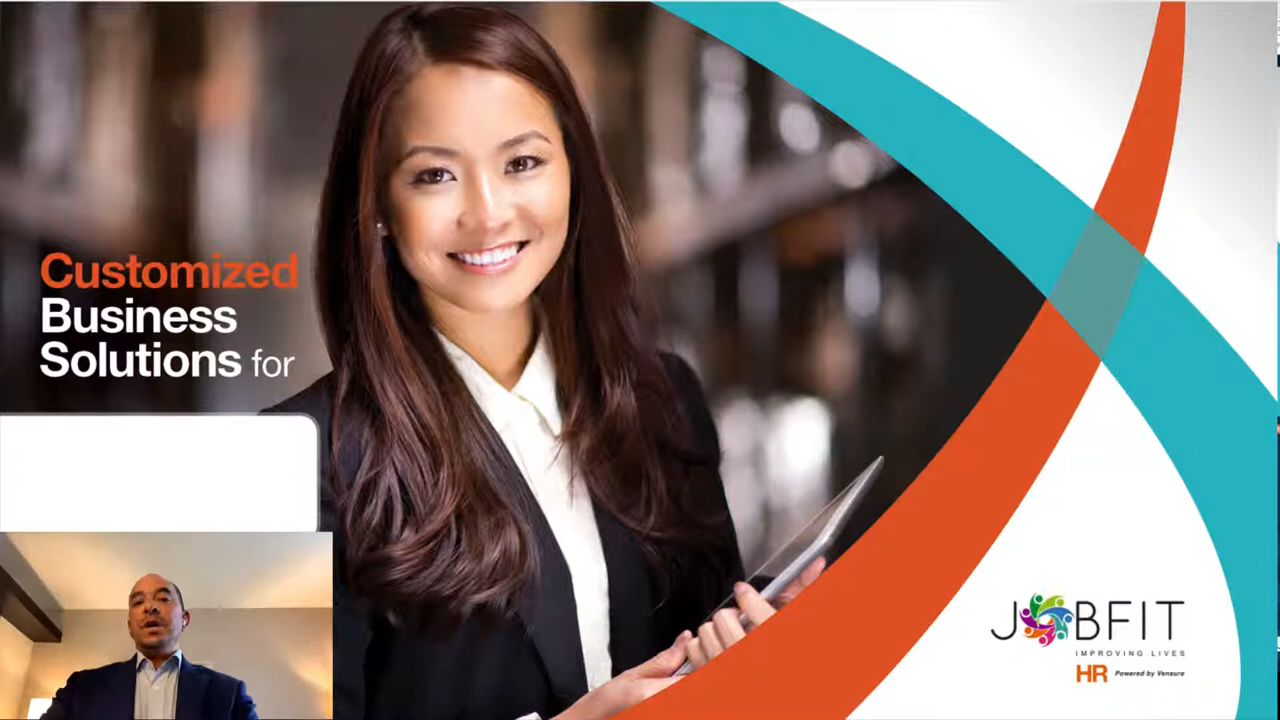 Customized
Business
Solutions for
JOBFIT
IMPROVING LIVES
HR Powered by Vensure